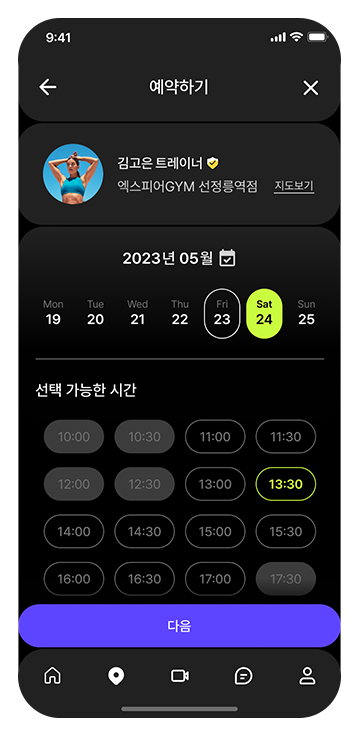 9:41
예약하기
김고은 트레이너
엑스피어GYM 선정릉역점 지도보기
2023년 05월
Mon Tue Wed Thu Fri Sat Sun
19 20 21 22 23 24 25
선택 가능한 시간
10:00 10:30 11:00 11:30
12:00 12:30 13:00 13:30
14:00 14:30 15:00 15:30
16:00 16:30 17:00 17:30
다음